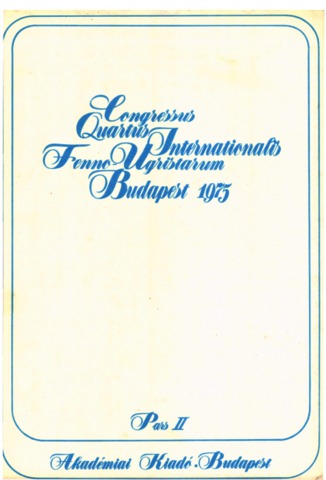 Congressus
Quartus Internationalis
Fenno Ugristarum
Budapest 1975
Pars II
Akadémiai Kiadó . Budapest